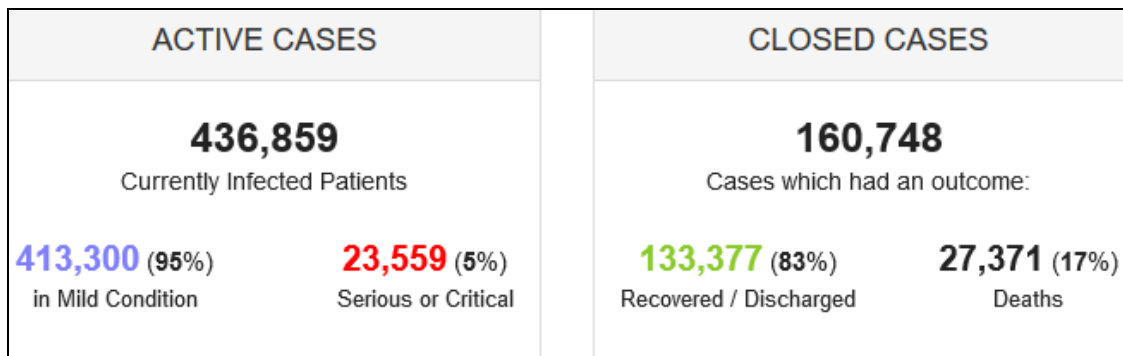 ACTIVE CASES
436,859
Currently Infected Patients
413,300 (95%)
in Mild Condition
23,559 (5%)
Serious or Critical
CLOSED CASES
160,748
Cases which had an outcome:
133,377 (83%)
Recovered / Discharged
27,371 (17%)
Deaths